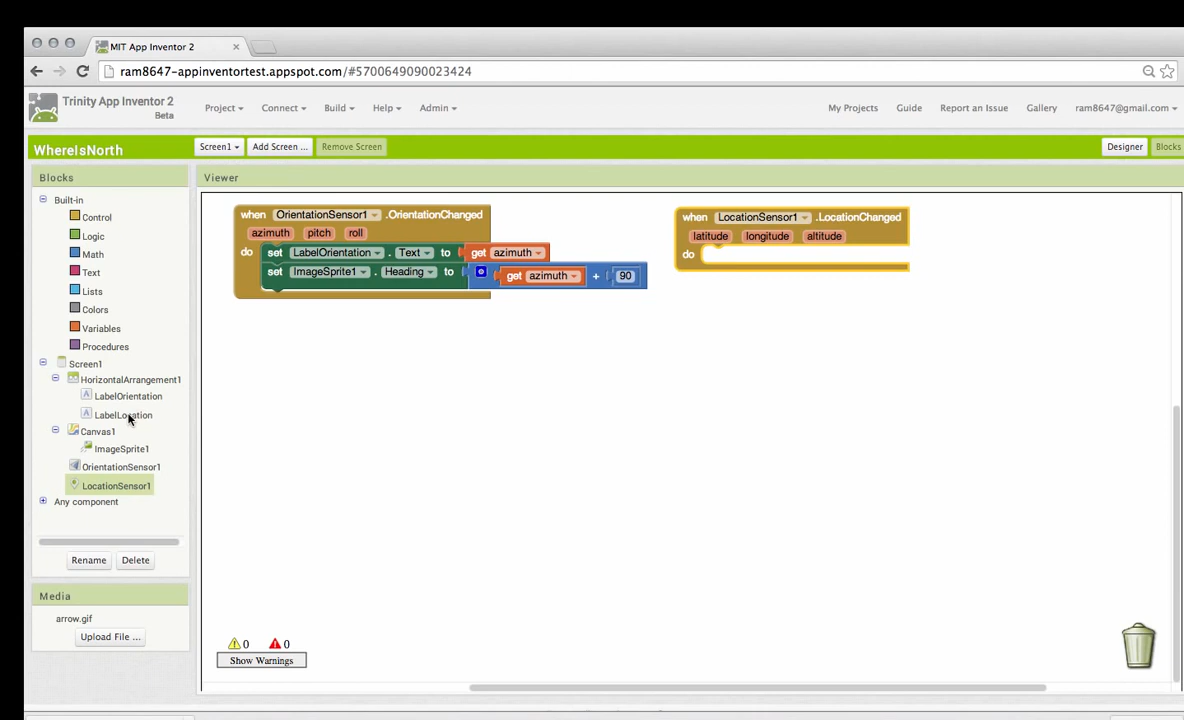 MIT App Inventor 2
ram8647-appinventortest.appspot.com/#5700649090023424
Trinity App Inventor 2
Beta
Project Connect Build Help Admin My Projects Guide Report an Issue Gallery ram8647@gmail.com
WhereIsNorth Screen1 Add Screen ... Remove Screen Designer Blocks
Blocks
Viewer
Built-in
Control
Logic
Math
Text
Lists
Colors
Variables
Procedures
Screen1
HorizontalArrangement1
LabelOrientation
LabelLocation
Canvas1
ImageSprite1
OrientationSensor1
LocationSensor1
Any component
Rename Delete
Media
arrow.gif
Upload File ...
when OrientationSensor1 .OrientationChanged
azimuth pitch roll
do set LabelOrientation . Text to get azimuth
set ImageSprite1 . Heading to get azimuth + 90
when LocationSensor1 .LocationChanged
latitude longitude altitude
do
0 0
Show Warnings